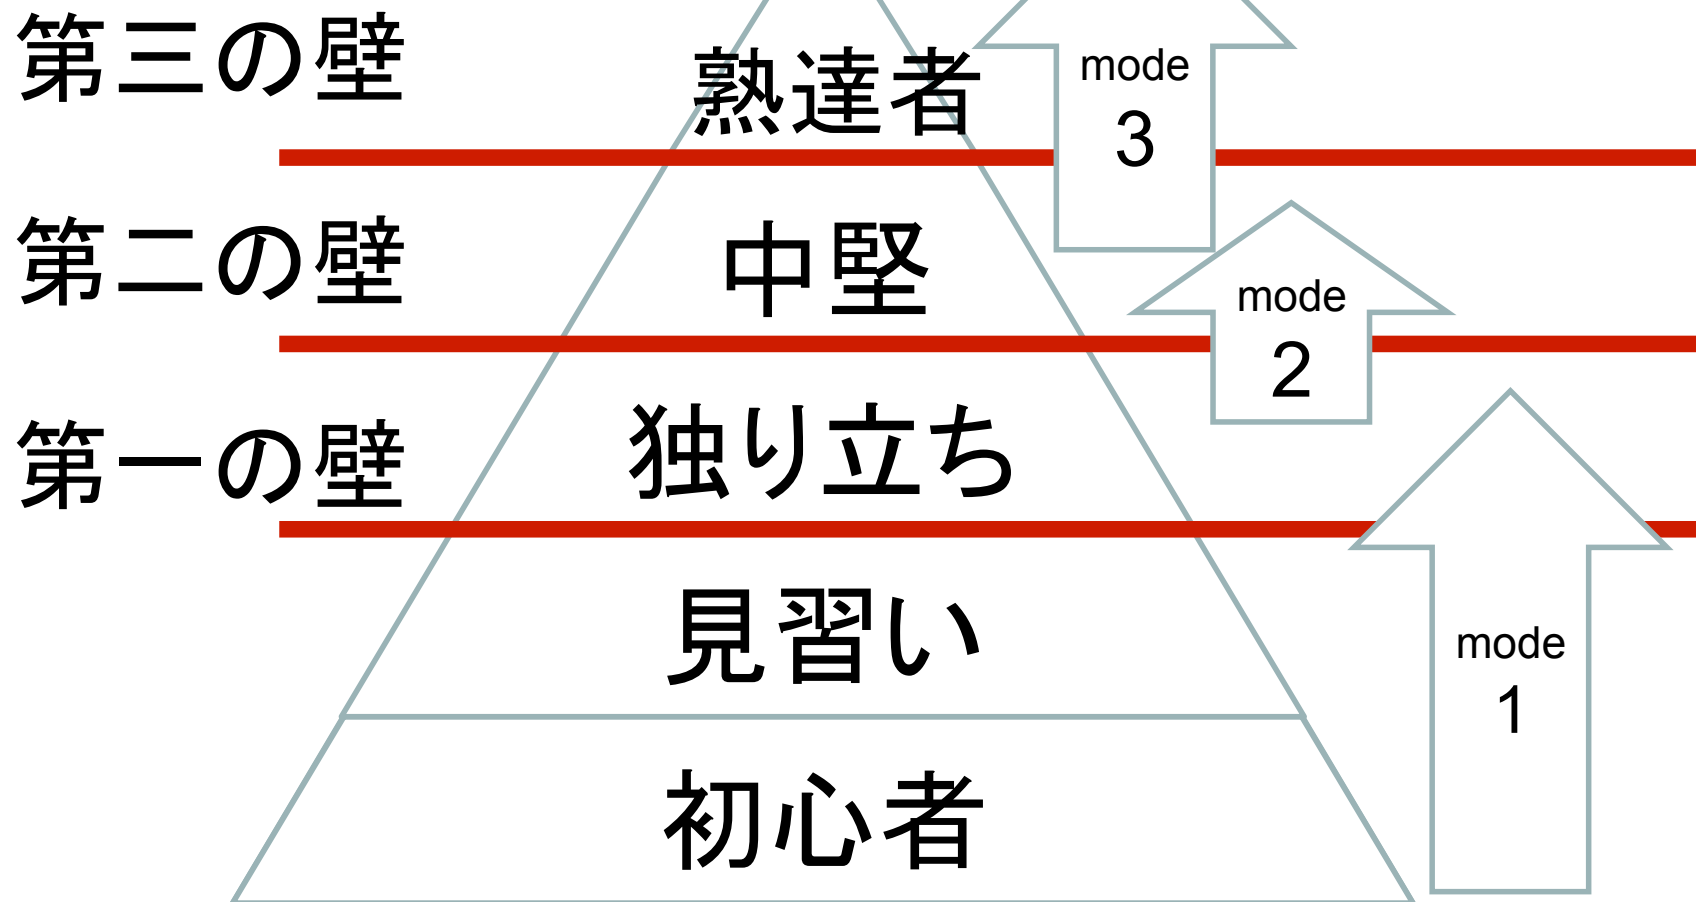 第三の壁
熟達者
mode
3
第二の壁
中堅
mode
2
第一の壁
独り立ち
見習い
mode
1
初心者